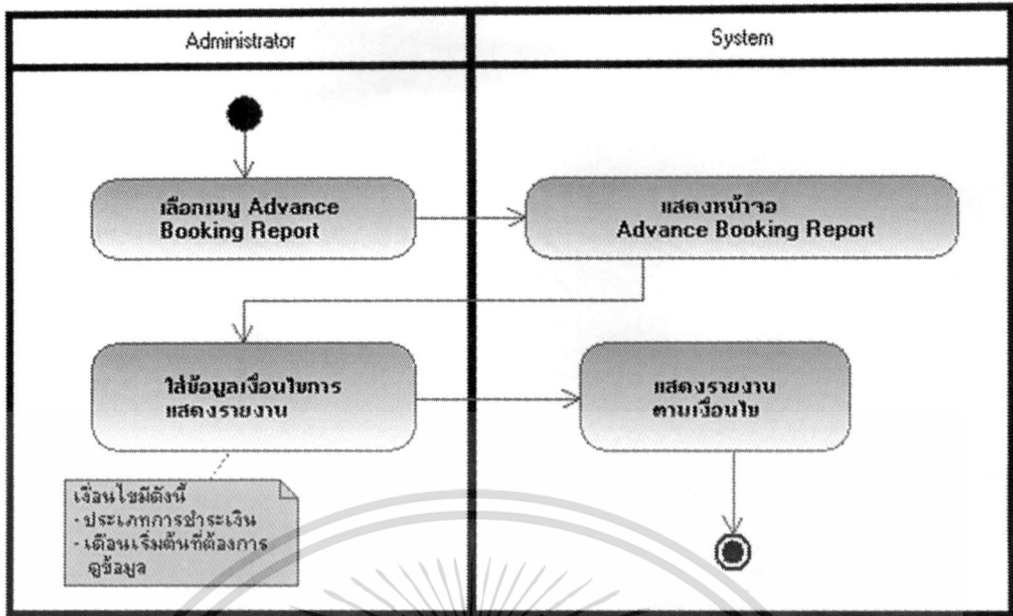 Administrator
System
เลือกเมนู Advance
Booking Report
แสดงหน้าจอ
Advance Booking Report
ใส่ข้อมูลเงื่อนไขการ
แสดงรายงาน
แสดงรายงาน
ตามเงื่อนไข
เงื่อนไขมีดังนี้
- ประเภทการชำระเงิน
- เดือนเริ่มต้นที่ต้องการ
ดูข้อมูล